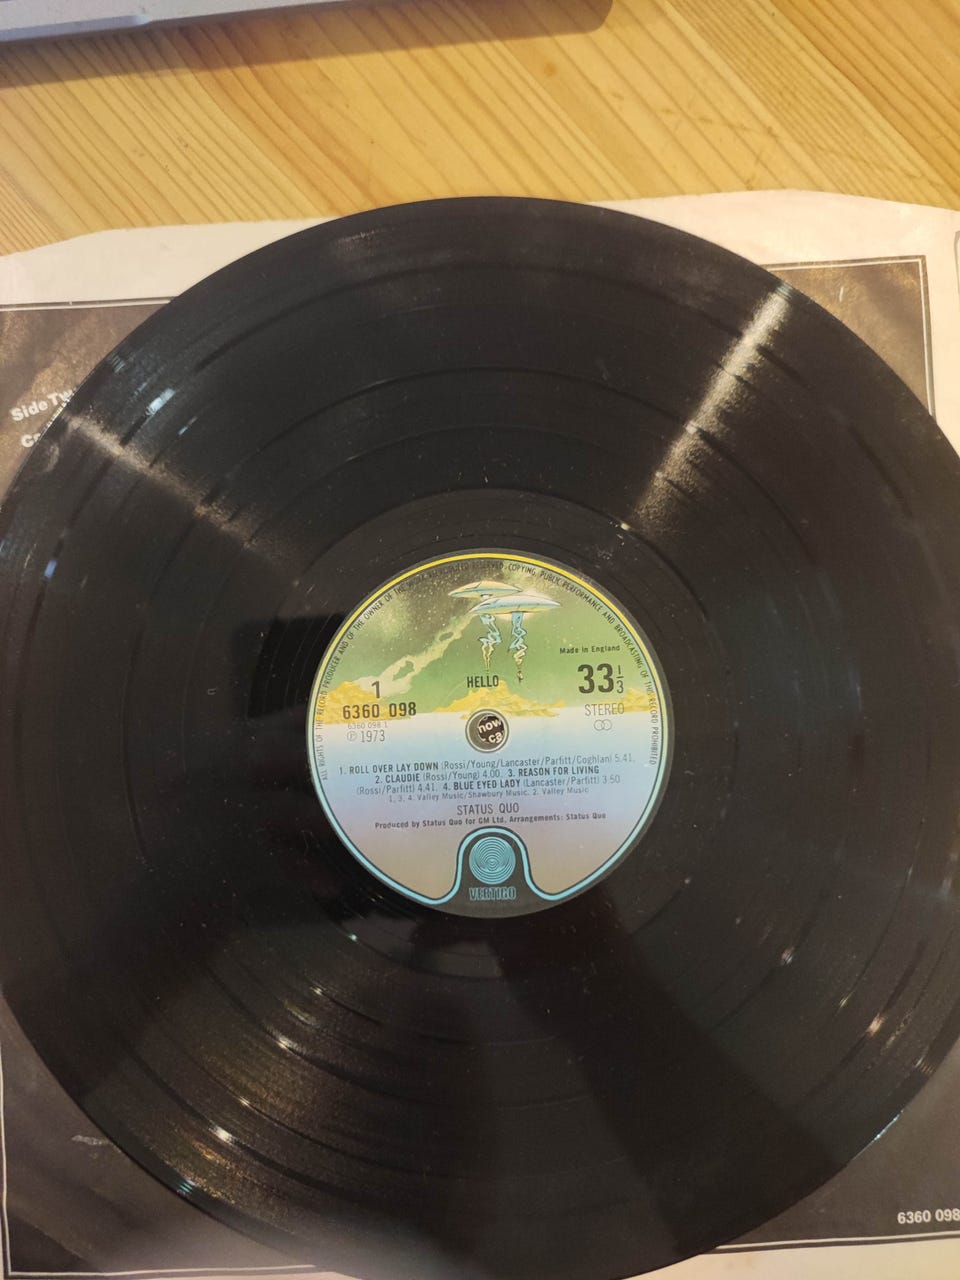 Side Tw
ALL RIGHTS OF THE RECORD PRODUCER AND OF THE OWNER OF THE WORK REPRODUCED RESERVED. COPYING, PUBLIC PERFORMANCE AND BROADCASTING OF THIS RECORD PROHIBITED
Made in England
1
HELLO
33 1/3
6360 098
STEREO
6360 098 1
℗ 1973
now
ca
1. ROLL OVER LAY DOWN (Rossi/Young/Lancaster/Parfitt/Coghlan) 5.41.
2. CLAUDIE (Rossi/Young) 4.00. 3. REASON FOR LIVING
(Rossi/Parfitt) 4.41. 4. BLUE EYED LADY (Lancaster/Parfitt) 3.50.
1, 3, 4. Valley Music/Shawbury Music. 2. Valley Music
STATUS QUO
Produced by Status Quo for GM Ltd. Arrangements: Status Quo
VERTIGO
6360 098